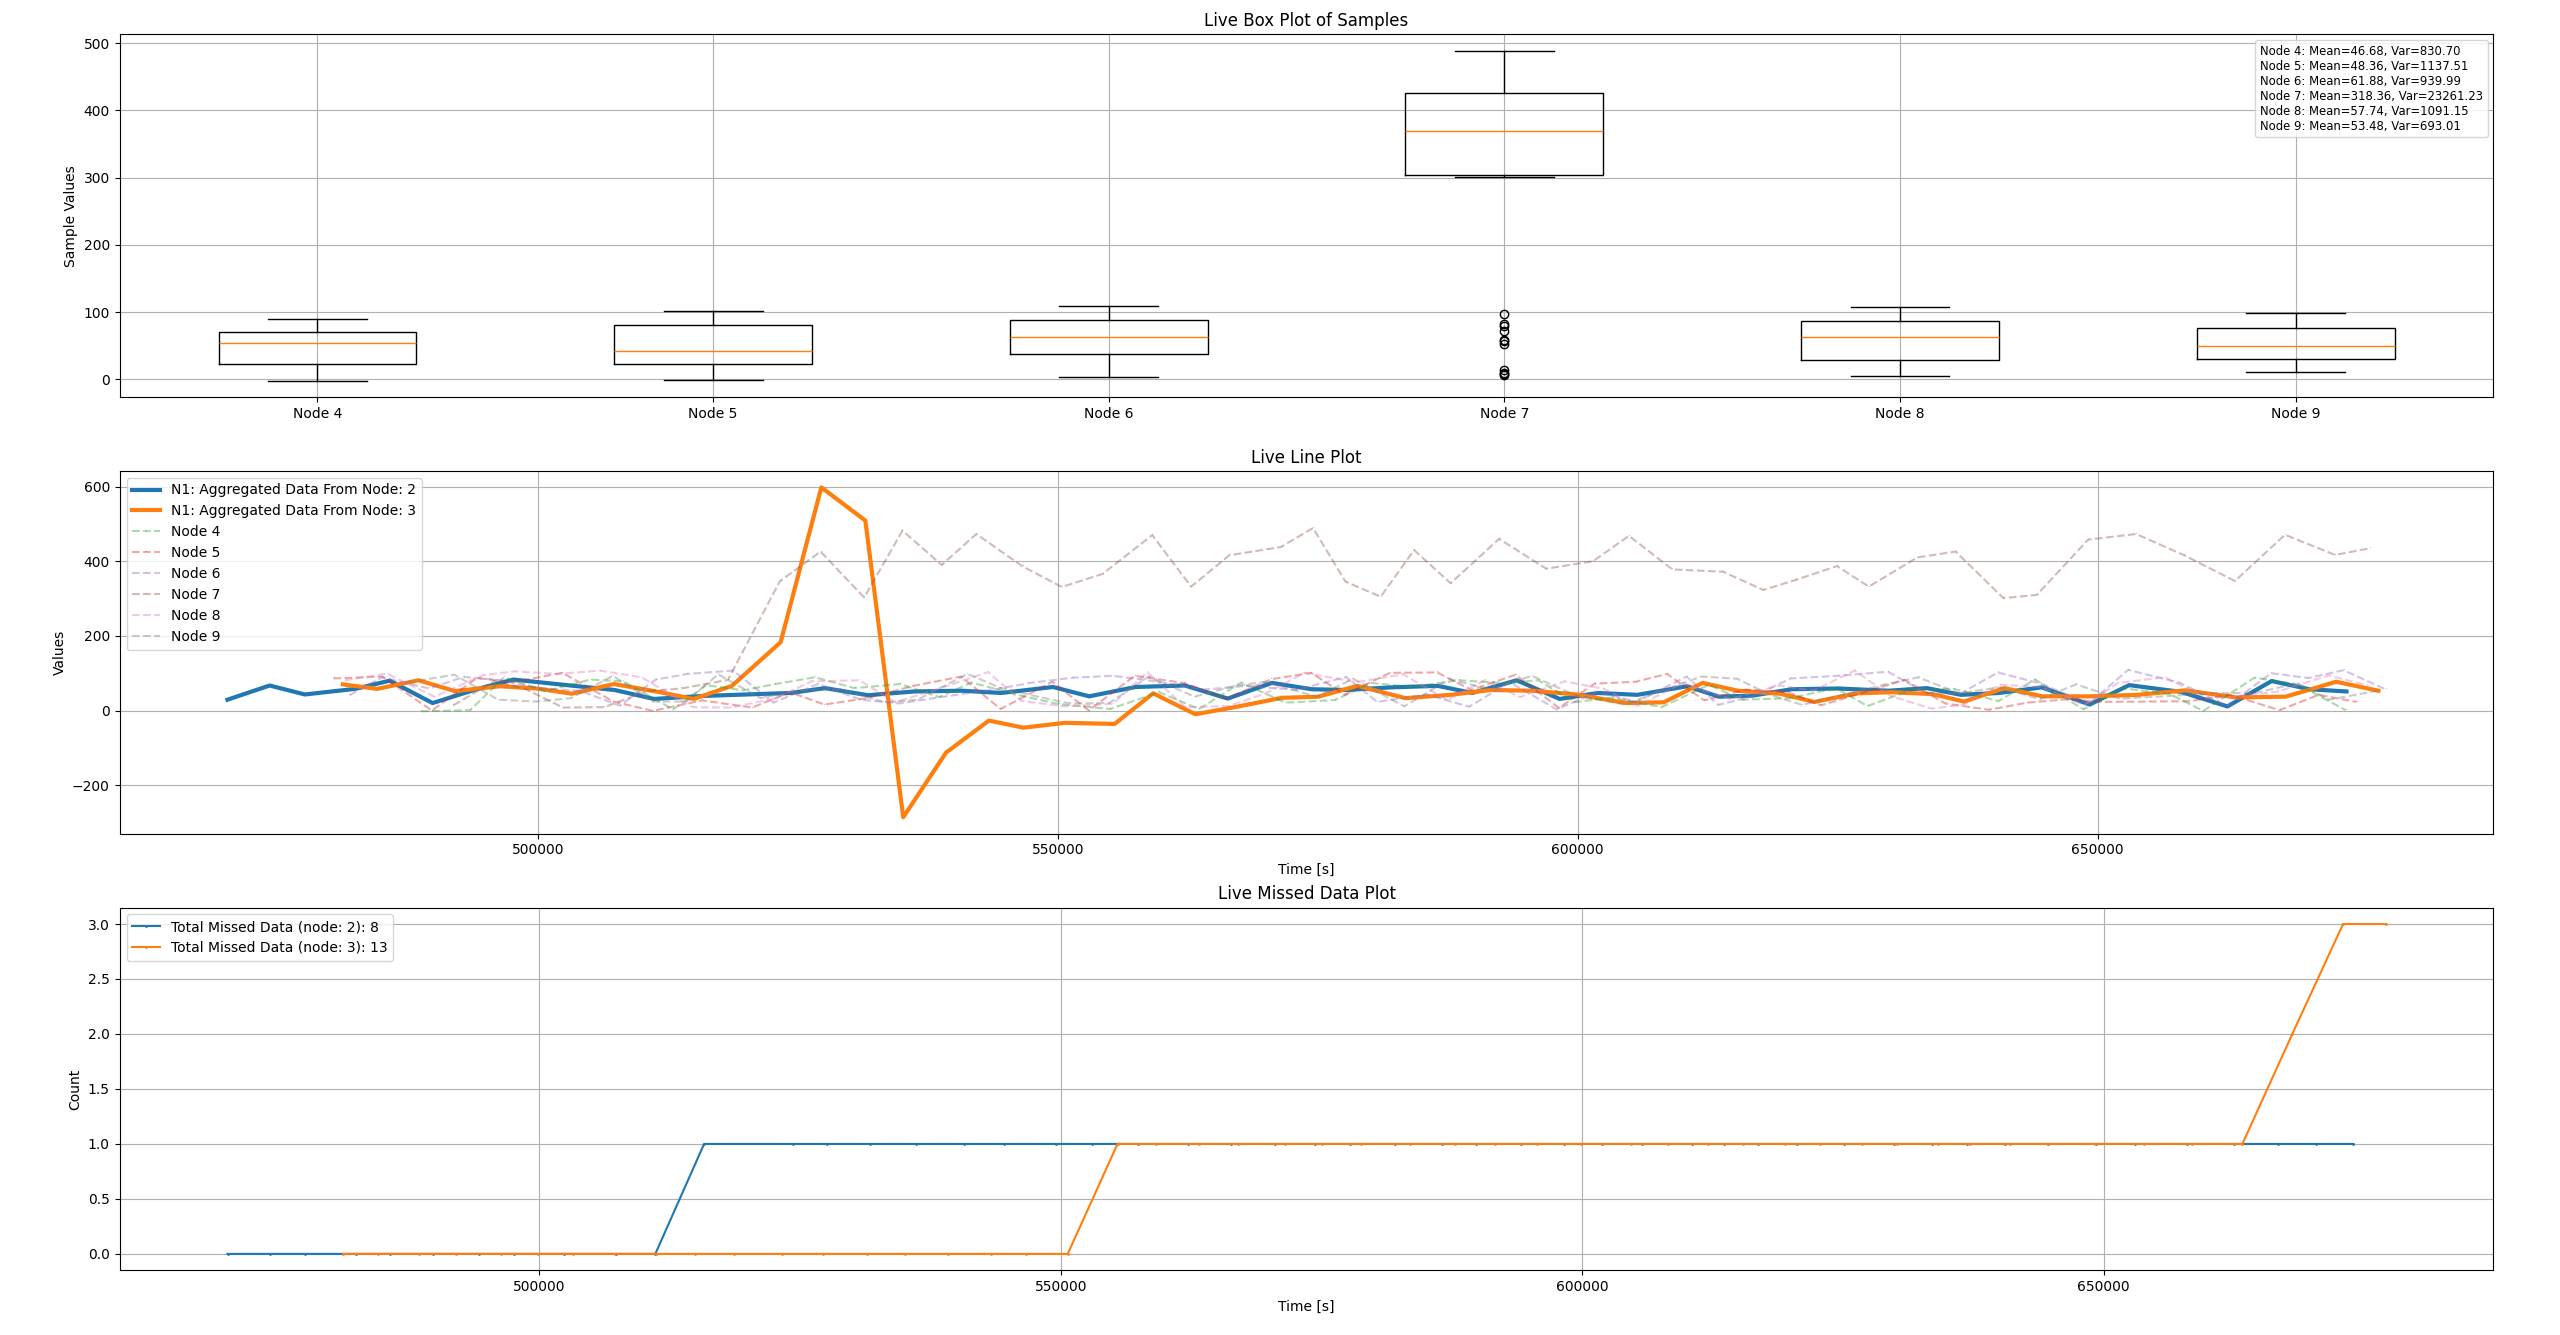 Live Box Plot of Samples
500
400
300
200
100
0
Sample Values
Node 4: Mean=46.68, Var=830.70
Node 5: Mean=48.36, Var=1137.51
Node 6: Mean=61.88, Var=939.99
Node 7: Mean=318.36, Var=23261.23
Node 8: Mean=57.74, Var=1091.15
Node 9: Mean=53.48, Var=693.01
Node 4 Node 5 Node 6 Node 7 Node 8 Node 9
Live Line Plot
600
400
200
0
−200
Values
N1: Aggregated Data From Node: 2
N1: Aggregated Data From Node: 3
Node 4
Node 5
Node 6
Node 7
Node 8
Node 9
500000 550000 600000 650000
Time [s]
Live Missed Data Plot
3.0
2.5
2.0
1.5
1.0
0.5
0.0
Count
Total Missed Data (node: 2): 8
Total Missed Data (node: 3): 13
500000 550000 600000 650000
Time [s]